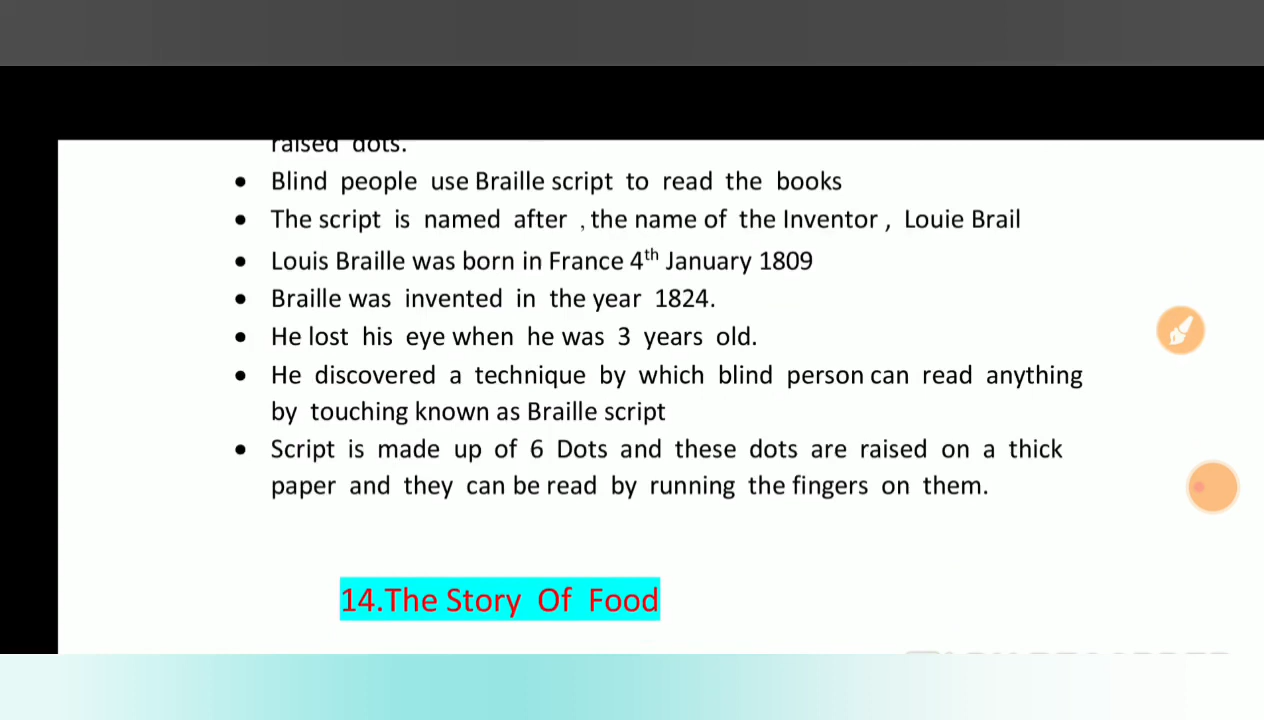 raised dots.
• Blind people use Braille script to read the books
• The script is named after , the name of the Inventor , Louie Brail
• Louis Braille was born in France 4th January 1809
• Braille was invented in the year 1824.
• He lost his eye when he was 3 years old.
• He discovered a technique by which blind person can read anything
by touching known as Braille script
• Script is made up of 6 Dots and these dots are raised on a thick
paper and they can be read by running the fingers on them.
14.The Story Of Food